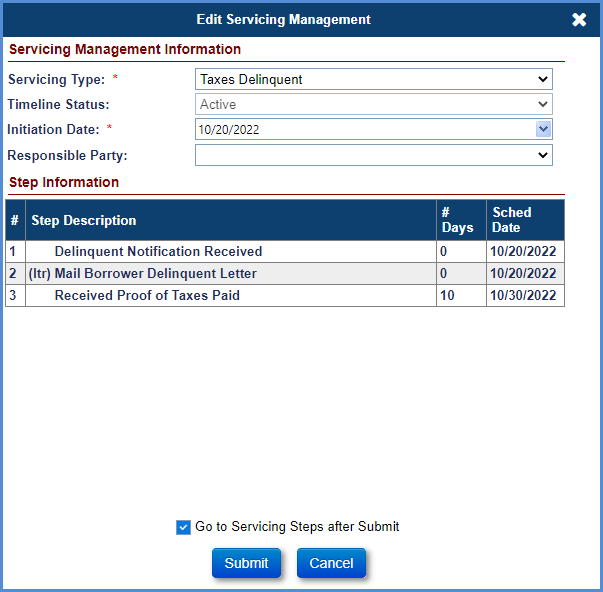 Edit Servicing Management
Servicing Management Information
Servicing Type: * Taxes Delinquent
Timeline Status: Active
Initiation Date: * 10/20/2022
Responsible Party:
Step Information
# Step Description # Days Sched Date
1 Delinquent Notification Received 0 10/20/2022
2 (ltr) Mail Borrower Delinquent Letter 0 10/20/2022
3 Received Proof of Taxes Paid 10 10/30/2022
Go to Servicing Steps after Submit
Submit Cancel